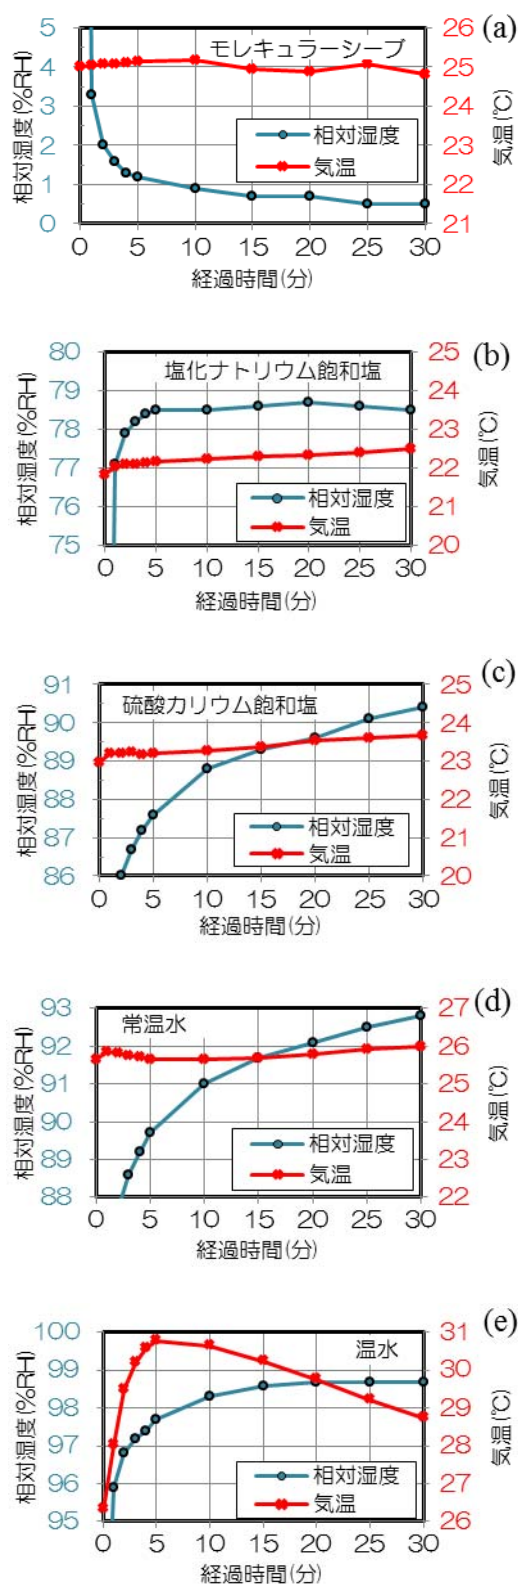 (a)
モレキュラーシーブ
相対湿度(%RH)
5
4
3
2
1
0
26
25
24
23
22
21
気温(℃)
相対湿度
気温
0 5 10 15 20 25 30
経過時間(分)
(b)
塩化ナトリウム飽和塩
相対湿度(%RH)
80
79
78
77
76
75
25
24
23
22
21
20
気温(℃)
相対湿度
気温
0 5 10 15 20 25 30
経過時間(分)
(c)
硫酸カリウム飽和塩
相対湿度(%RH)
91
90
89
88
87
86
25
24
23
22
21
20
気温(℃)
相対湿度
気温
0 5 10 15 20 25 30
経過時間(分)
(d)
常温水
相対湿度(%RH)
93
92
91
90
89
88
27
26
25
24
23
22
気温(℃)
相対湿度
気温
0 5 10 15 20 25 30
経過時間(分)
(e)
温水
相対湿度(%RH)
100
99
98
97
96
95
31
30
29
28
27
26
気温(℃)
相対湿度
気温
0 5 10 15 20 25 30
経過時間(分)